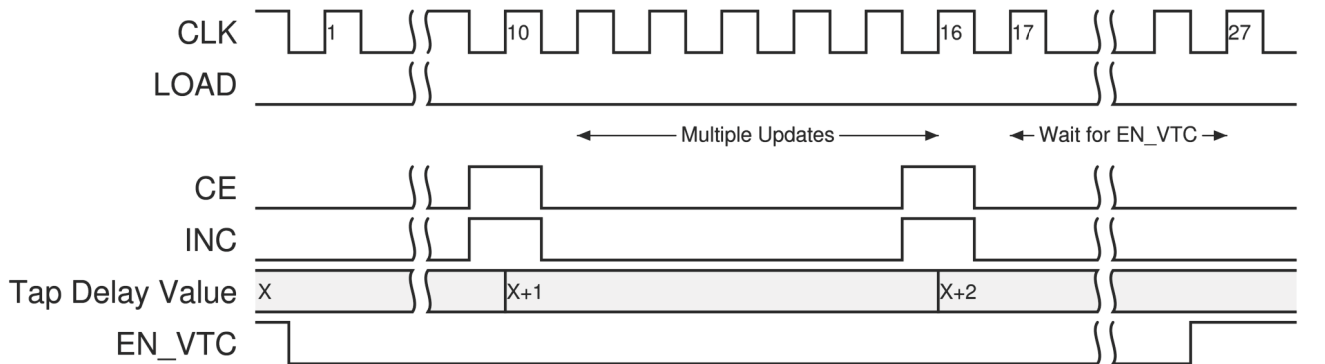 CLK 1 10 16 17 27
LOAD
Multiple Updates Wait for EN_VTC
CE
INC
Tap Delay Value X X+1 X+2
EN_VTC